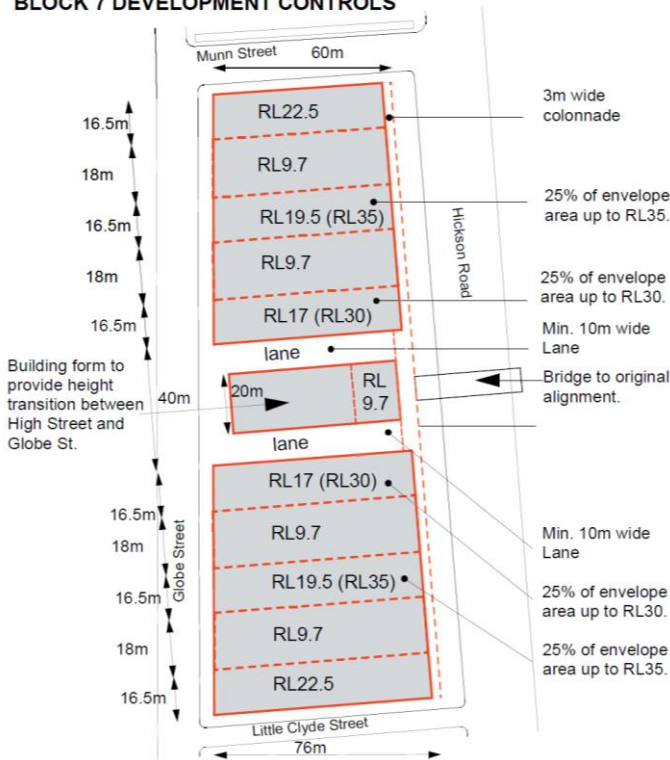 BLOCK 7 DEVELOPMENT CONTROLS
Munn Street
60m
3m wide
colonnade
16.5m
RL22.5
18m
RL9.7
25% of envelope
area up to RL35.
16.5m
RL19.5 (RL35)
Hickson Road
18m
RL9.7
25% of envelope
area up to RL30.
16.5m
RL17 (RL30)
Min. 10m wide
Lane
lane
Building form to
provide height
transition between
High Street and
Globe St.
40m
20m
RL
9.7
Bridge to original
alignment.
lane
RL17 (RL30)
16.5m
18m
RL9.7
Globe Street
Min. 10m wide
Lane
16.5m
RL19.5 (RL35)
25% of envelope
area up to RL30.
18m
RL9.7
25% of envelope
area up to RL35.
16.5m
RL22.5
Little Clyde Street
76m